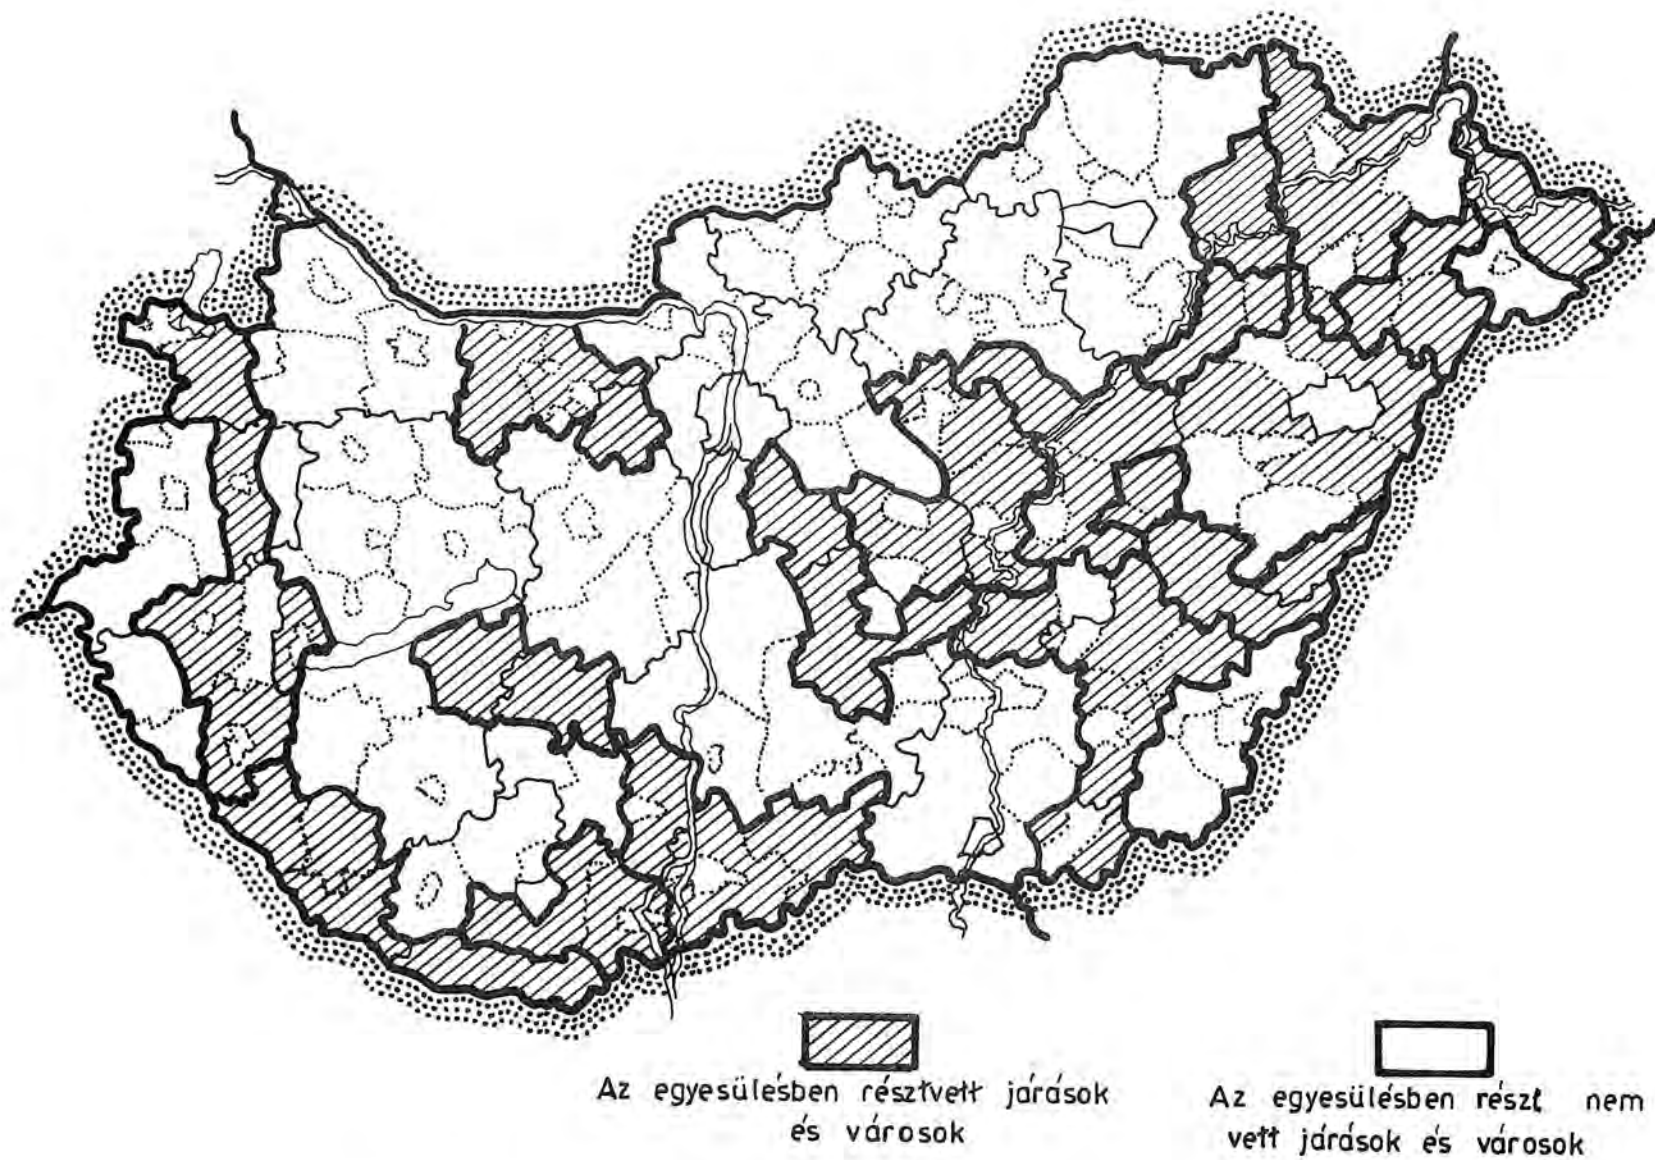 Az egyesülésben résztvett járások
és városok
Az egyesülésben részt nem
vett járások és városok